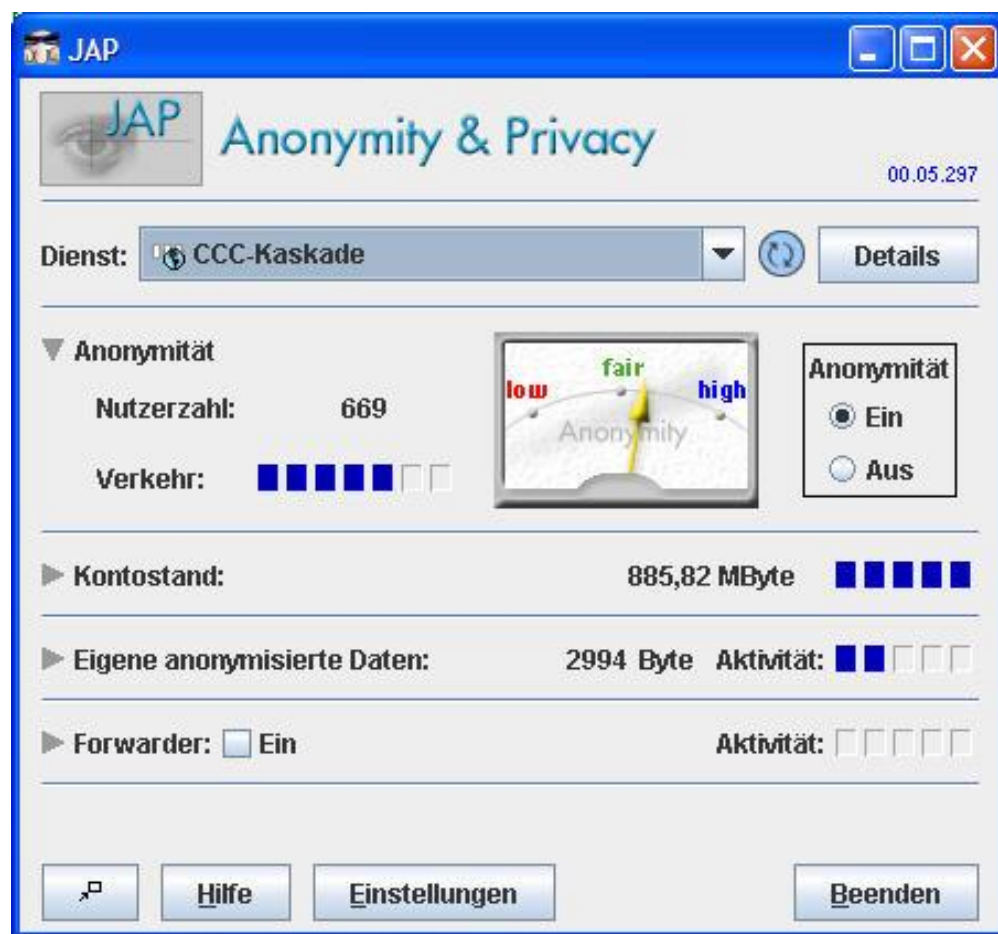 JAP
JAP Anonymity & Privacy
00.05.297
Dienst: CCC-Kaskade Details
Anonymität
Nutzerzahl: 669
Verkehr:
low fair high
Anonymity
Anonymität
Ein
Aus
Kontostand: 885,82 MByte
Eigene anonymisierte Daten: 2994 Byte Aktivität:
Forwarder: Ein Aktivität:
Hilfe Einstellungen Beenden